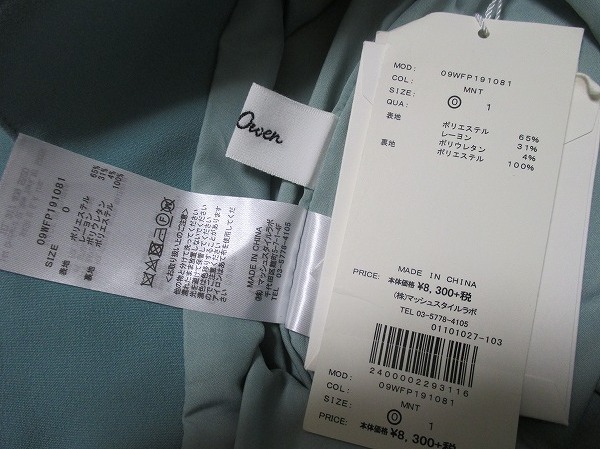 MOD: 09WFP191081
COL: MNT
SIZE: 0 1
QUA:
表地 ポリエステル 65%
レーヨン 31%
ポリウレタン 4%
裏地 ポリエステル 100%
MADE IN CHINA
PRICE: 本体価格 ¥8,300+税
(株)マッシュスタイルラボ
TEL 03-5778-4105
01101027-103
2400002293116
MOD: 09WFP191081
COL: MNT
SIZE: 0 1
PRICE: 本体価格 ¥8,300+税
Owen
09WFP191081
SIZE 0
表地 ポリエステル 65%
レーヨン 31%
ポリウレタン 4%
裏地 ポリエステル 100%
MADE IN CHINA
(株)マッシュスタイルラボ
03-5778-4105